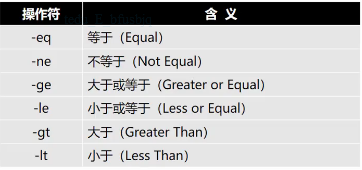 操作符 含 义
-eq 等于（Equal）
-ne 不等于（Not Equal）
-ge 大于或等于（Greater or Equal）
-le 小于或等于（Less or Equal）
-gt 大于（Greater Than）
-lt 小于（Less Than）